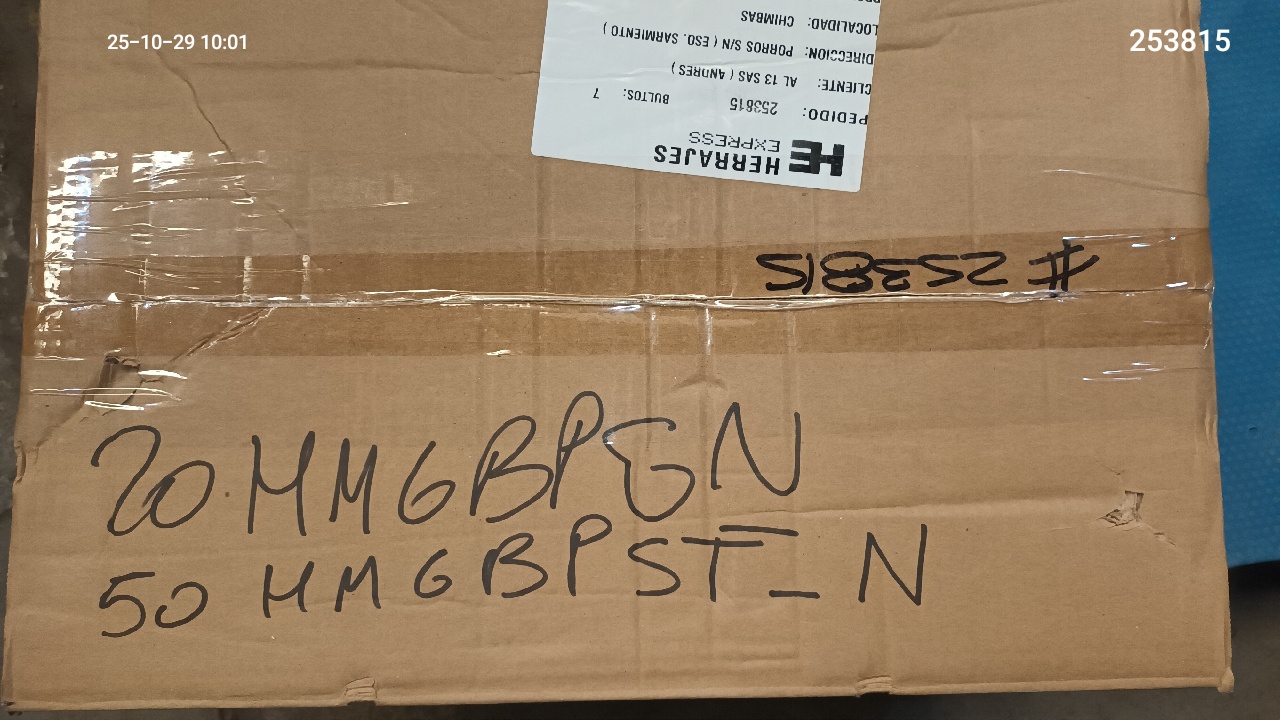 25-10-29 10:01
253815
HERRAJES
EXPRESS
PEDIDO: 253815 BULTOS: 7
CLIENTE: AL 13 SAS ( ANDRES )
DIRECCION: PORROS S/N ( ESQ. SARMIENTO )
LOCALIDAD: CHIMBAS
# 253815
20 MMGBPGN
50 MMGBPST_N